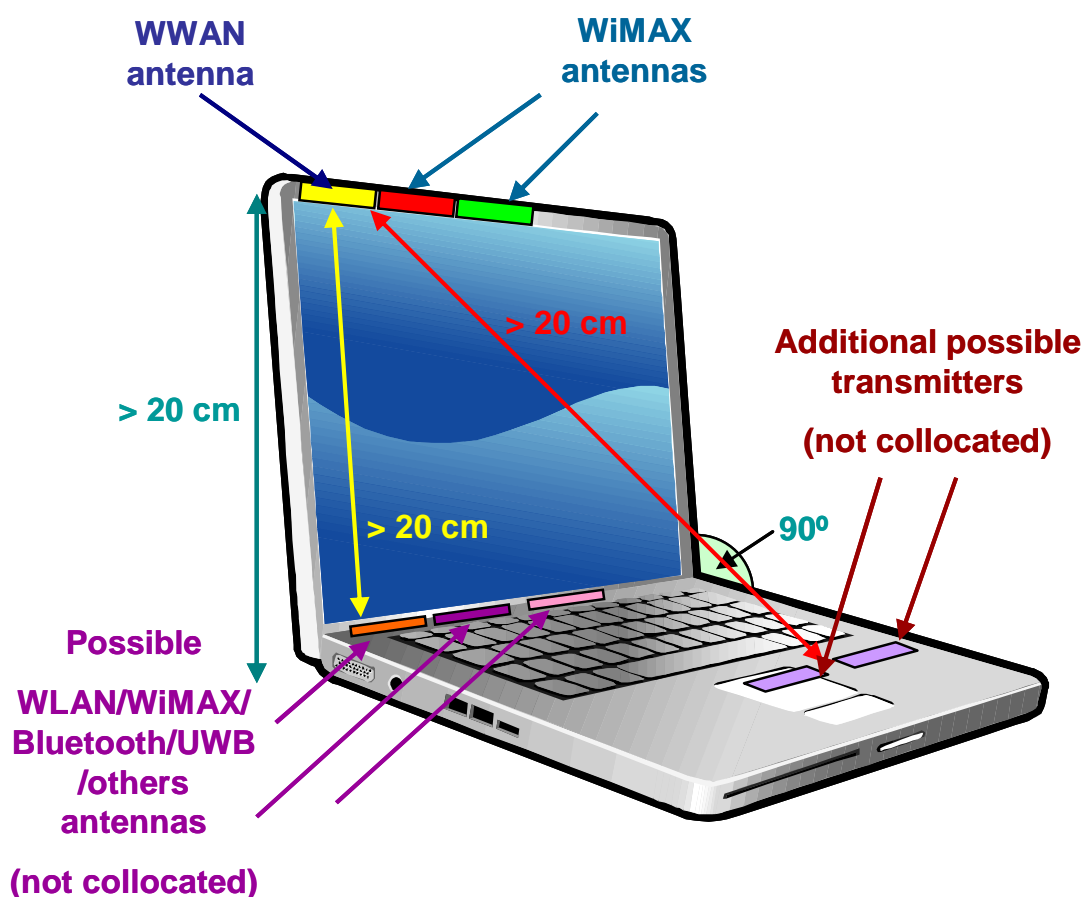 WWAN
antenna
WiMAX
antennas
> 20 cm
Additional possible
transmitters
(not collocated)
> 20 cm
> 20 cm
90º
Possible
WLAN/WiMAX/
Bluetooth/UWB
/others
antennas
(not collocated)